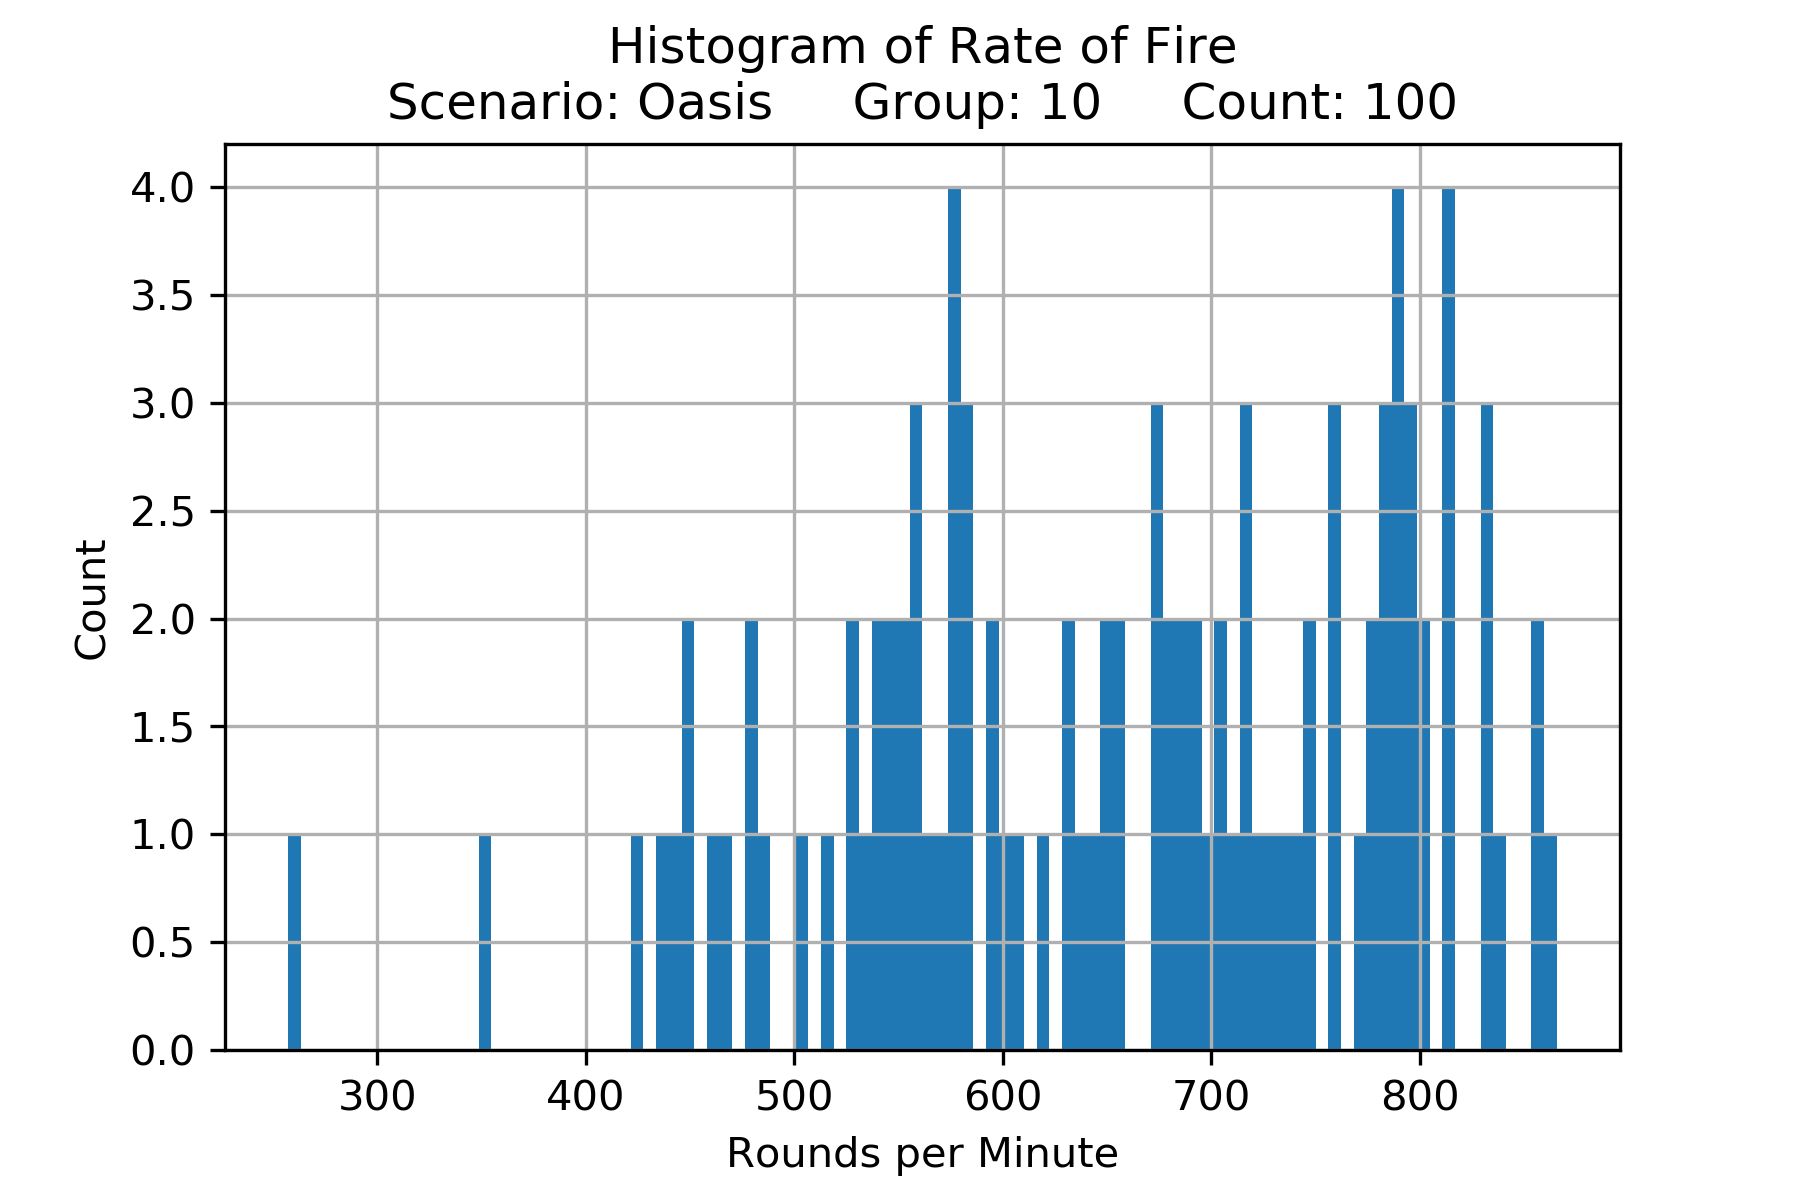 Histogram of Rate of Fire
Scenario: Oasis Group: 10 Count: 100
4.0
3.5
3.0
2.5
2.0
1.5
1.0
0.5
0.0
Count
300 400 500 600 700 800
Rounds per Minute